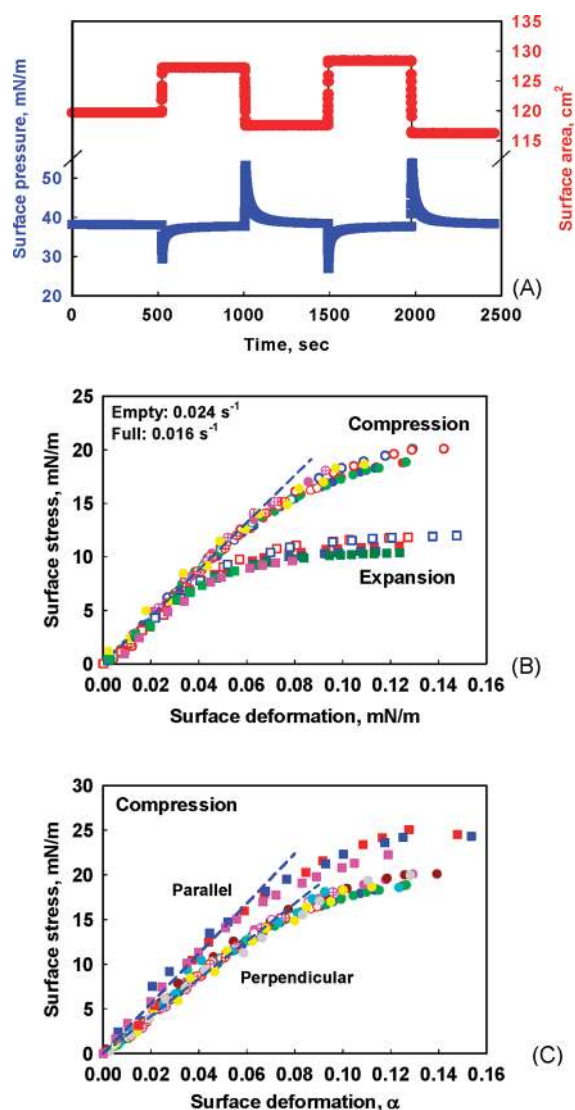 135
130
125
120
115
Surface area, cm²
Surface pressure, mN/m
50
40
30
20
0 500 1000 1500 2000 2500
Time, sec
(A)
25
20
15
10
5
0
Surface stress, mN/m
Empty: 0.024 s⁻¹
Full: 0.016 s⁻¹
Compression
Expansion
0.00 0.02 0.04 0.06 0.08 0.10 0.12 0.14 0.16
Surface deformation, mN/m
(B)
30
25
20
15
10
5
0
Surface stress, mN/m
Compression
Parallel
Perpendicular
0.00 0.02 0.04 0.06 0.08 0.10 0.12 0.14 0.16
Surface deformation, α
(C)